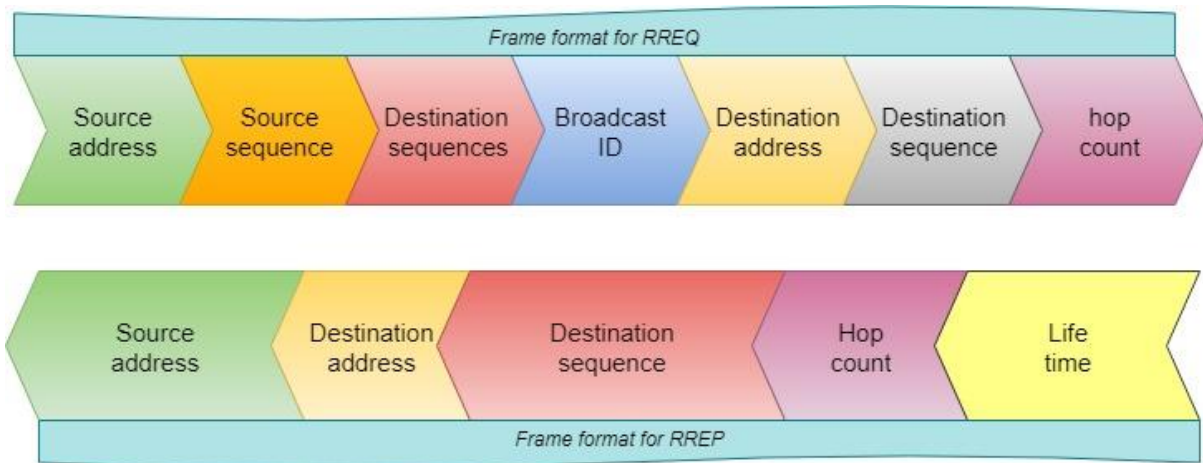 Frame format for RREQ
Source
address
Source
sequence
Destination
sequences
Broadcast
ID
Destination
address
Destination
sequence
hop
count
Source
address
Destination
address
Destination
sequence
Hop
count
Life
time
Frame format for RREP